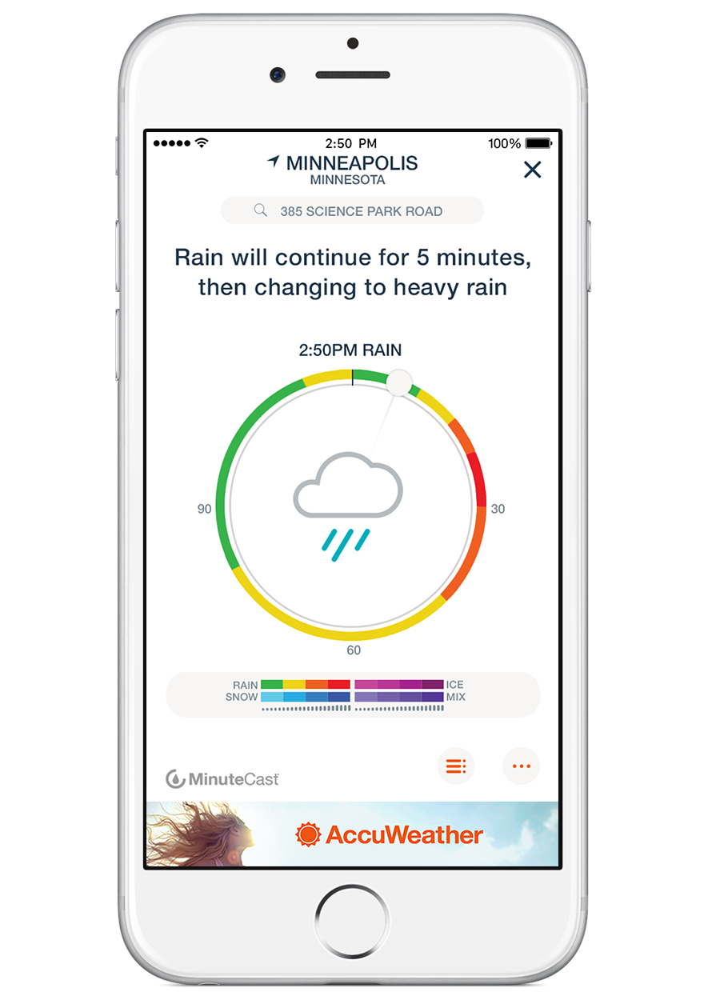 2:50 PM
100%
MINNEAPOLIS
MINNESOTA
385 SCIENCE PARK ROAD
Rain will continue for 5 minutes,
then changing to heavy rain
2:50PM RAIN
90
30
60
RAIN
ICE
SNOW
MIX
MinuteCast
AccuWeather